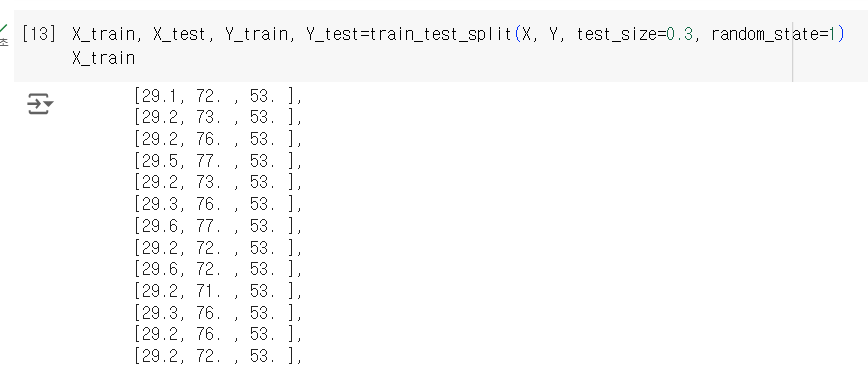 초
[13] X_train, X_test, Y_train, Y_test=train_test_split(X, Y, test_size=0.3, random_state=1)
X_train
[29.1, 72. , 53. ],
[29.2, 73. , 53. ],
[29.2, 76. , 53. ],
[29.5, 77. , 53. ],
[29.2, 73. , 53. ],
[29.3, 76. , 53. ],
[29.6, 77. , 53. ],
[29.2, 72. , 53. ],
[29.6, 72. , 53. ],
[29.2, 71. , 53. ],
[29.3, 76. , 53. ],
[29.2, 76. , 53. ],
[29.2, 72. , 53. ],